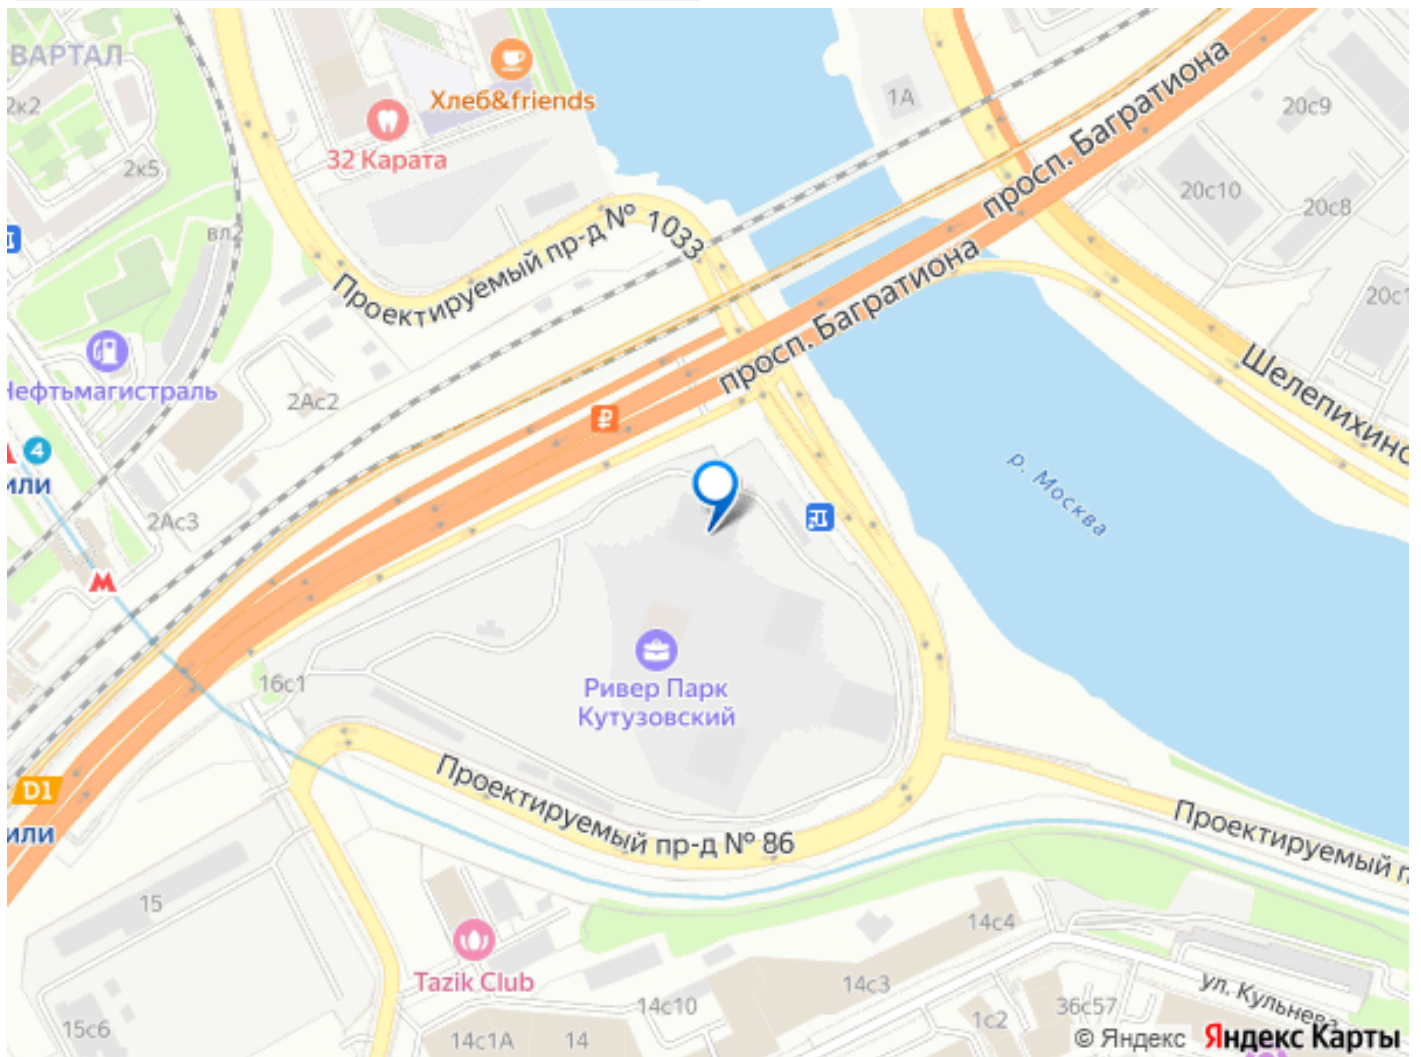 ВАРТАЛ
2к2
2к5
вл2
Хлеб&friends
32 Карата
1А
20с9
20с10
20с8
20с1
просп. Багратиона
просп. Багратиона
Проектируемый пр-д № 1033
Нефтьмагистраль
2Ас2
₽
Шелепихинс
4
или
2Ас3
М
р. Москва
16с1
Ривер Парк
Кутузовский
D1
или
Проектируемый пр-д № 86
Проектируемый п
15
15с6
Tazik Club
14с4
14с3
14с10
14с1А
14
ул. Кульнева
36с57
1с2
© Яндекс Яндекс Карты